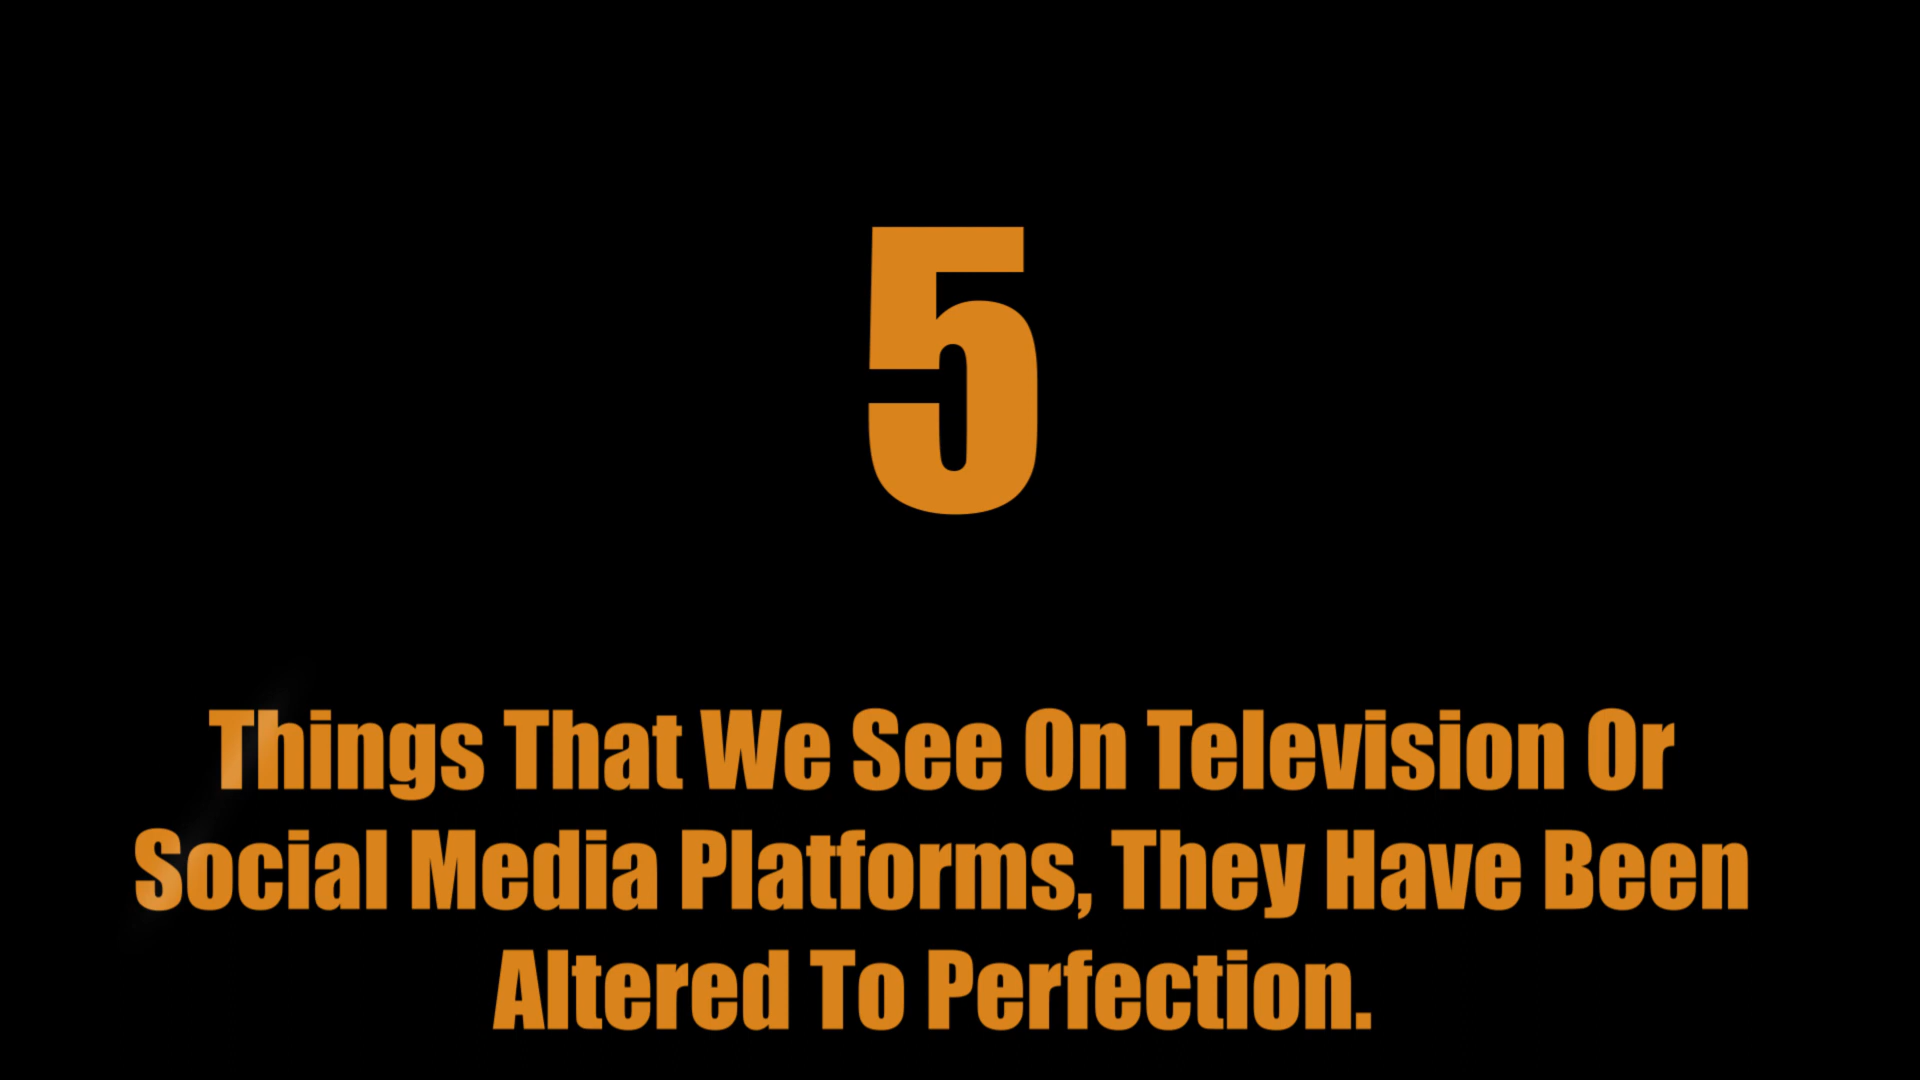 5
Things That We See On Television Or
Social Media Platforms, They Have Been
Altered To Perfection.